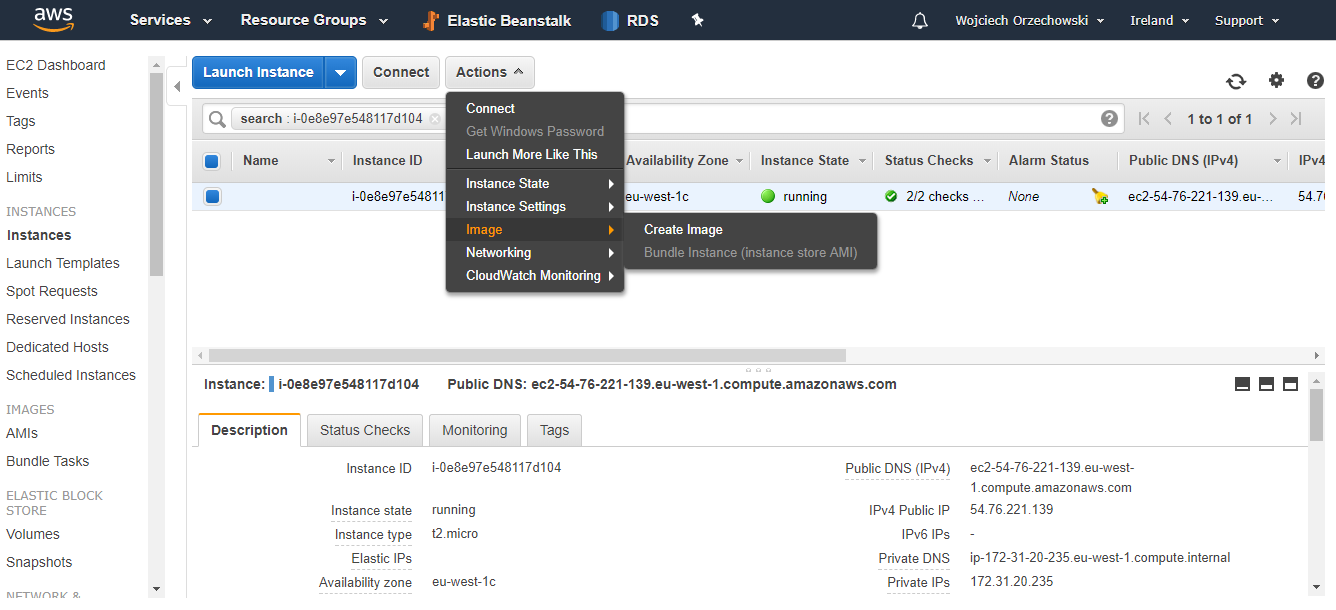 aws
Services
Resource Groups
Elastic Beanstalk
RDS
Wojciech Orzechowski
Ireland
Support
EC2 Dashboard
Events
Tags
Reports
Limits
INSTANCES
Instances
Launch Templates
Spot Requests
Reserved Instances
Dedicated Hosts
Scheduled Instances
IMAGES
AMIs
Bundle Tasks
ELASTIC BLOCK
STORE
Volumes
Snapshots
NETWORK &
Launch Instance
Connect
Actions
search : i-0e8e97e548117d104
1 to 1 of 1
Name
Instance ID
Availability Zone
Instance State
Status Checks
Alarm Status
Public DNS (IPv4)
IPv4
i-0e8e97e54811
eu-west-1c
running
2/2 checks ...
None
ec2-54-76-221-139.eu-...
54.76
Connect
Get Windows Password
Launch More Like This
Instance State
Instance Settings
Image
Networking
CloudWatch Monitoring
Create Image
Bundle Instance (instance store AMI)
Instance: i-0e8e97e548117d104 Public DNS: ec2-54-76-221-139.eu-west-1.compute.amazonaws.com
Description
Status Checks
Monitoring
Tags
Instance ID i-0e8e97e548117d104
Instance state running
Instance type t2.micro
Elastic IPs
Availability zone eu-west-1c
Public DNS (IPv4) ec2-54-76-221-139.eu-west-
1.compute.amazonaws.com
IPv4 Public IP 54.76.221.139
IPv6 IPs -
Private DNS ip-172-31-20-235.eu-west-1.compute.internal
Private IPs 172.31.20.235